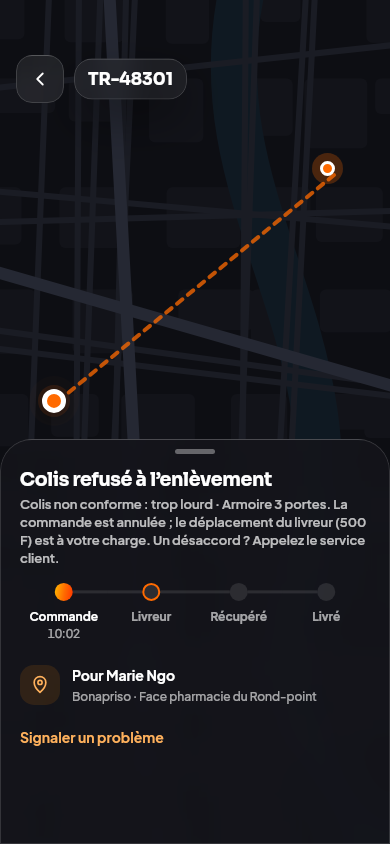 TR-48301
Colis refusé à l’enlèvement
Colis non conforme : trop lourd · Armoire 3 portes. La
commande est annulée ; le déplacement du livreur (500
F) est à votre charge. Un désaccord ? Appelez le service
client.
Commande
Livreur
Récupéré
Livré
10:02
Pour Marie Ngo
Bonapriso · Face pharmacie du Rond-point
Signaler un problème